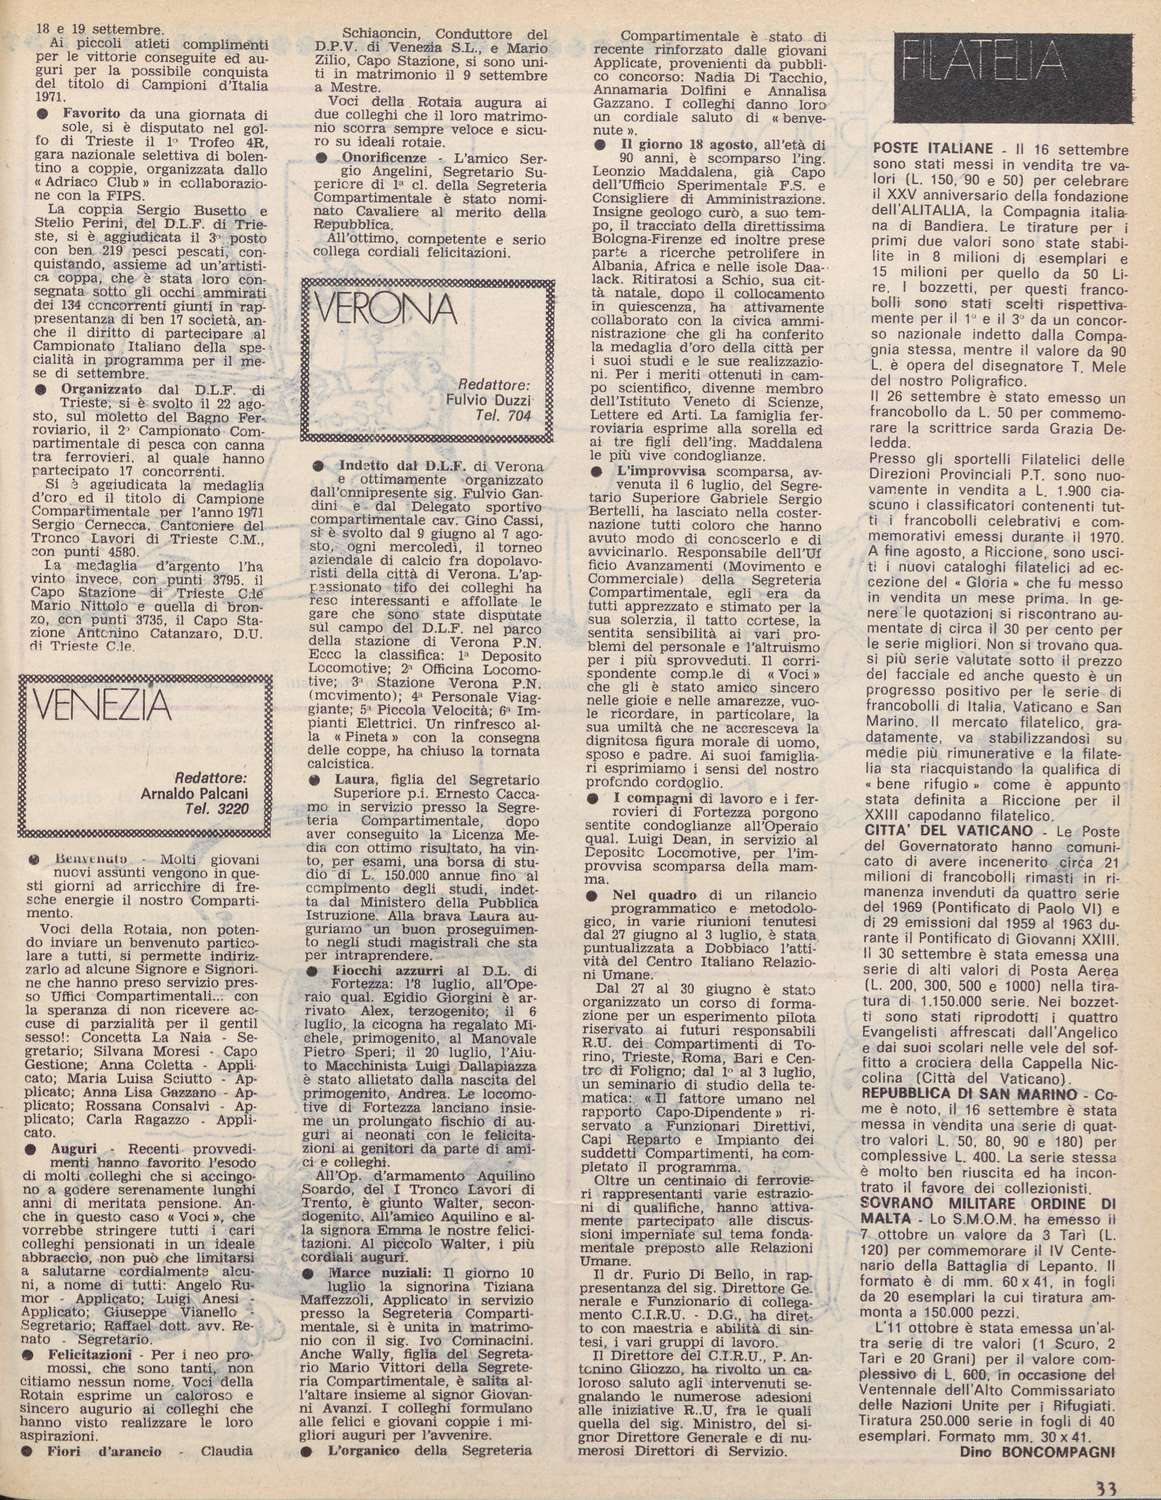 18 e 19 settembre.
Ai piccoli atleti complimenti
per le vittorie conseguite ed au-
guri per la possibile conquista
del titolo di Campioni d'Italia
1971.
● Favorito da una giornata di
sole, si è disputato nel gol-
fo di Trieste il 1º Trofeo 4R,
gara nazionale selettiva di bolen-
tino a coppie, organizzata dallo
« Adriaco Club » in collaborazio-
ne con la FIPS.
La coppia Sergio Busetto e
Stelio Perini, del D.L.F. di Trie-
ste, si è aggiudicata il 3º posto
con ben 219 pesci pescati, con-
quistando, assieme ad un'artisti-
ca coppa, che è stata loro con-
segnata sotto gli occhi ammirati
dei 134 concorrenti giunti in rap-
presentanza di ben 17 società, an-
che il diritto di partecipare al
Campionato Italiano della spe-
cialità in programma per il me-
se di settembre.
● Organizzato dal D.L.F. di
Trieste, si è svolto il 22 ago-
sto, sul moletto del Bagno Fer-
roviario, il 2º Campionato Com-
partimentale di pesca con canna
tra ferrovieri, al quale hanno
partecipato 17 concorrenti.
Si è aggiudicata la medaglia
d'oro ed il titolo di Campione
Compartimentale per l'anno 1971
Sergio Cernecca, Cantoniere del
Tronco Lavori di Trieste C.M.,
con punti 4580.
La medaglia d'argento l'ha
vinto invece, con punti 3795, il
Capo Stazione di Trieste C.le
Mario Nittolo e quella di bron-
zo, con punti 3735, il Capo Sta-
zione Antonino Catanzaro, D.U.
di Trieste C.le.
VENEZIA
Redattore:
Arnaldo Palcani
Tel. 3220
● Benvenuto - Molti giovani
nuovi assunti vengono in que-
sti giorni ad arricchire di fre-
sche energie il nostro Comparti-
mento.
Voci della Rotaia, non poten-
do inviare un benvenuto partico-
lare a tutti, si permette indiriz-
zarlo ad alcune Signore e Signori-
ne che hanno preso servizio pres-
so Uffici Compartimentali... con
la speranza di non ricevere ac-
cuse di parzialità per il gentil
sesso!: Concetta La Naia - Se-
gretario; Silvana Moresi - Capo
Gestione; Anna Coletta - Appli-
cato; Maria Luisa Sciutto - Ap-
plicato; Anna Lisa Gazzano - Ap-
plicato; Rossana Consalvi - Ap-
plicato; Carla Ragazzo - Appli-
cato.
● Auguri - Recenti provvedi-
menti hanno favorito l'esodo
di molti colleghi che si accingo-
no a godere serenamente lunghi
anni di meritata pensione. An-
che in questo caso « Voci », che
vorrebbe stringere tutti i cari
colleghi pensionati in un ideale
abbraccio, non può che limitarsi
a salutarne cordialmente alcu-
ni, a nome di tutti: Angelo Ru-
mor - Applicato; Luigi Anesi -
Applicato; Giuseppe Vianello -
Segretario; Raffael dott. avv. Re-
nato - Segretario.
● Felicitazioni - Per i neo pro-
mossi, che sono tanti, non
citiamo nessun nome. Voci della
Rotaia esprime un caloroso e
sincero augurio ai colleghi che
hanno visto realizzare le loro
aspirazioni.
● Fiori d'arancio - Claudia
Schiaoncin, Conduttore del
D.P.V. di Venezia S.L., e Mario
Zilio, Capo Stazione, si sono uni-
ti in matrimonio il 9 settembre
a Mestre.
Voci della Rotaia augura ai
due colleghi che il loro matrimo-
nio scorra sempre veloce e sicu-
ro su ideali rotaie.
● Onorificenze - L'amico Ser-
gio Angelini, Segretario Su-
periore di 1ª cl. della Segreteria
Compartimentale è stato nomi-
nato Cavaliere al merito della
Repubblica.
All'ottimo, competente e serio
collega cordiali felicitazioni.
VERONA
Redattore:
Fulvio Duzzi
Tel. 704
● Indetto dal D.L.F. di Verona
e ottimamente organizzato
dall'onnipresente sig. Fulvio Gan-
dini e dal Delegato sportivo
compartimentale cav. Gino Cassi,
si è svolto dal 9 giugno al 7 ago-
sto, ogni mercoledì, il torneo
aziendale di calcio fra dopolavo-
risti della città di Verona. L'ap-
passionato tifo dei colleghi ha
reso interessanti e affollate le
gare che sono state disputate
sul campo del D.L.F. nel parco
della stazione di Verona P.N.
Ecco la classifica: 1ª Deposito
Locomotive; 2ª Officina Locomo-
tive; 3ª Stazione Verona P.N.
(movimento); 4ª Personale Viag-
giante; 5ª Piccola Velocità; 6ª Im-
pianti Elettrici. Un rinfresco al-
la « Pineta » con la consegna
delle coppe, ha chiuso la tornata
calcistica.
● Laura, figlia del Segretario
Superiore p.i. Ernesto Cacca-
mo in servizio presso la Segre-
teria Compartimentale, dopo
aver conseguito la Licenza Me-
dia con ottimo risultato, ha vin-
to, per esami, una borsa di stu-
dio di L. 150.000 annue fino al
compimento degli studi, indet-
ta dal Ministero della Pubblica
Istruzione. Alla brava Laura au-
guriamo un buon proseguimen-
to negli studi magistrali che sta
per intraprendere.
● Fiocchi azzurri al D.L. di
Fortezza: l'8 luglio, all'Ope-
raio qual. Egidio Giorgini è ar-
rivato Alex, terzogenito; il 6
luglio, la cicogna ha regalato Mi-
chele, primogenito, al Manovale
Pietro Speri; il 20 luglio, l'Aiu-
to Macchinista Luigi Dallapiazza
è stato allietato dalla nascita del
primogenito, Andrea. Le locomo-
tive di Fortezza lanciano insie-
me un prolungato fischio di au-
guri ai neonati con le felicita-
zioni ai genitori da parte di ami-
ci e colleghi.
All'Op. d'armamento Aquilino
Soardo, del I Tronco Lavori di
Trento, è giunto Walter, secon-
dogenito. All'amico Aquilino e al-
la signora Emma le nostre felici-
tazioni. Al piccolo Walter, i più
cordiali auguri.
● Marce nuziali: Il giorno 10
luglio la signorina Tiziana
Maffezzoli, Applicato in servizio
presso la Segreteria Comparti-
mentale, si è unita in matrimo-
nio con il sig. Ivo Cominacini.
Anche Wally, figlia del Segreta-
rio Mario Vittori della Segrete-
ria Compartimentale, è salita al-
l'altare insieme al signor Giovan-
ni Avanzi. I colleghi formulano
alle felici e giovani coppie i mi-
gliori auguri per l'avvenire.
● L'organico della Segreteria
Compartimentale è stato di
recente rinforzato dalle giovani
Applicate, provenienti da pubbli-
co concorso: Nadia Di Tacchio,
Annamaria Dolfini e Annalisa
Gazzano. I colleghi danno loro
un cordiale saluto di « benve-
nute ».
● Il giorno 18 agosto, all'età di
90 anni, è scomparso l'ing.
Leonzio Maddalena, già Capo
dell'Ufficio Sperimentale F.S. e
Consigliere di Amministrazione.
Insigne geologo curò, a suo tem-
po, il tracciato della direttissima
Bologna-Firenze ed inoltre prese
parte a ricerche petrolifere in
Albania, Africa e nelle isole Daa-
lack. Ritiratosi a Schio, sua cit-
tà natale, dopo il collocamento
in quiescenza, ha attivamente
collaborato con la civica ammi-
nistrazione che gli ha conferito
la medaglia d'oro della città per
i suoi studi e le sue realizzazio-
ni. Per i meriti ottenuti in cam-
po scientifico, divenne membro
dell'Istituto Veneto di Scienze,
Lettere ed Arti. La famiglia fer-
roviaria esprime alla sorella ed
ai tre figli dell'ing. Maddalena
le più vive condoglianze.
● L'improvvisa scomparsa, av-
venuta il 6 luglio, del Segre-
tario Superiore Gabriele Sergio
Bertelli, ha lasciato nella coster-
nazione tutti coloro che hanno
avuto modo di conoscerlo e di
avvicinarlo. Responsabile dell'Uf
ficio Avanzamenti (Movimento e
Commerciale) della Segreteria
Compartimentale, egli era da
tutti apprezzato e stimato per la
sua solerzia, il tatto cortese, la
sentita sensibilità ai vari pro-
blemi del personale e l'altruismo
per i più sprovveduti. Il corri-
spondente comp.le di « Voci »
che gli è stato amico sincero
nelle gioie e nelle amarezze, vuo-
le ricordare, in particolare, la
sua umiltà che ne accresceva la
dignitosa figura morale di uomo,
sposo e padre. Ai suoi famiglia-
ri esprimiamo i sensi del nostro
profondo cordoglio.
● I compagni di lavoro e i fer-
rovieri di Fortezza porgono
sentite condoglianze all'Operaio
qual. Luigi Dean, in servizio al
Deposito Locomotive, per l'im-
provvisa scomparsa della mam-
ma.
● Nel quadro di un rilancio
programmatico e metodolo-
gico, in varie riunioni tenutesi
dal 27 giugno al 3 luglio, è stata
puntualizzata a Dobbiaco l'atti-
vità del Centro Italiano Relazio-
ni Umane.
Dal 27 al 30 giugno è stato
organizzato un corso di forma-
zione per un esperimento pilota
riservato ai futuri responsabili
R.U. dei Compartimenti di To-
rino, Trieste, Roma, Bari e Cen-
tro di Foligno; dal 1º al 3 luglio,
un seminario di studio della te-
matica: « Il fattore umano nel
rapporto Capo-Dipendente » ri-
servato a Funzionari Direttivi,
Capi Reparto e Impianto dei
suddetti Compartimenti, ha com-
pletato il programma.
Oltre un centinaio di ferrovie-
ri rappresentanti varie estrazio-
ni di qualifiche, hanno attiva-
mente partecipato alle discus-
sioni imperniate sul tema fonda-
mentale preposto alle Relazioni
Umane.
Il dr. Furio Di Bello, in rap-
presentanza del sig. Direttore Ge-
nerale e Funzionario di collega-
mento C.I.R.U. - D.G., ha diret-
to con maestria e abilità di sin-
tesi, i vari gruppi di lavoro.
Il Direttore del C.I.R.U., P. An-
tonino Gliozzo, ha rivolto un ca-
loroso saluto agli intervenuti se-
gnalando le numerose adesioni
alle iniziative R..U, fra le quali
quella del sig. Ministro, del si-
gnor Direttore Generale e di nu-
merosi Direttori di Servizio.
FILATELIA
POSTE ITALIANE - Il 16 settembre
sono stati messi in vendita tre va-
lori (L. 150, 90 e 50) per celebrare
il XXV anniversario della fondazione
dell'ALITALIA, la Compagnia italia-
na di Bandiera. Le tirature per i
primi due valori sono state stabi-
lite in 8 milioni di esemplari e
15 milioni per quello da 50 Li-
re. I bozzetti, per questi franco-
bolli sono stati scelti rispettiva-
mente per il 1º e il 3º da un concor-
so nazionale indetto dalla Compa-
gnia stessa, mentre il valore da 90
L. è opera del disegnatore T. Mele
del nostro Poligrafico.
Il 26 settembre è stato emesso un
francobollo da L. 50 per commemo-
rare la scrittrice sarda Grazia De-
ledda.
Presso gli sportelli Filatelici delle
Direzioni Provinciali P.T. sono nuo-
vamente in vendita a L. 1.900 cia-
scuno i classificatori contenenti tut-
ti i francobolli celebrativi e com-
memorativi emessi durante il 1970.
A fine agosto, a Riccione, sono usci-
ti i nuovi cataloghi filatelici ad ec-
cezione del « Gloria » che fu messo
in vendita un mese prima. In ge-
nere le quotazioni si riscontrano au-
mentate di circa il 30 per cento per
le serie migliori. Non si trovano qua-
si più serie valutate sotto il prezzo
del facciale ed anche questo è un
progresso positivo per le serie di
francobolli di Italia, Vaticano e San
Marino. Il mercato filatelico, gra-
datamente, va stabilizzandosi su
medie più rimunerative e la filate-
lia sta riacquistando la qualifica di
« bene rifugio » come è appunto
stata definita a Riccione per il
XXIII capodanno filatelico.
CITTA' DEL VATICANO - Le Poste
del Governatorato hanno comuni-
cato di avere incenerito circa 21
milioni di francobolli rimasti in ri-
manenza invenduti da quattro serie
del 1969 (Pontificato di Paolo VI) e
di 29 emissioni dal 1959 al 1963 du-
rante il Pontificato di Giovanni XXIII.
Il 30 settembre è stata emessa una
serie di alti valori di Posta Aerea
(L. 200, 300, 500 e 1000) nella tira-
tura di 1.150.000 serie. Nei bozzet-
ti sono stati riprodotti i quattro
Evangelisti affrescati dall'Angelico
e dai suoi scolari nelle vele del sof-
fitto a crociera della Cappella Nic-
colina (Città del Vaticano).
REPUBBLICA DI SAN MARINO - Co-
me è noto, il 16 settembre è stata
messa in vendita una serie di quat-
tro valori L. 50, 80, 90 e 180) per
complessive L. 400. La serie stessa
è molto ben riuscita ed ha incon-
trato il favore dei collezionisti.
SOVRANO MILITARE ORDINE DI
MALTA - Lo S.M.O.M. ha emesso il
7 ottobre un valore da 3 Tarì (L.
120) per commemorare il IV Cente-
nario della Battaglia di Lepanto. Il
formato è di mm. 60 x 41, in fogli
da 20 esemplari la cui tiratura am-
monta a 150.000 pezzi.
L'11 ottobre è stata emessa un'al-
tra serie di tre valori (1 Scuro, 2
Tarì e 20 Grani) per il valore com-
plessivo di L. 600, in occasione del
Ventennale dell'Alto Commissariato
delle Nazioni Unite per i Rifugiati.
Tiratura 250.000 serie in fogli di 40
esemplari. Formato mm. 30 x 41.
Dino BONCOMPAGNI
33